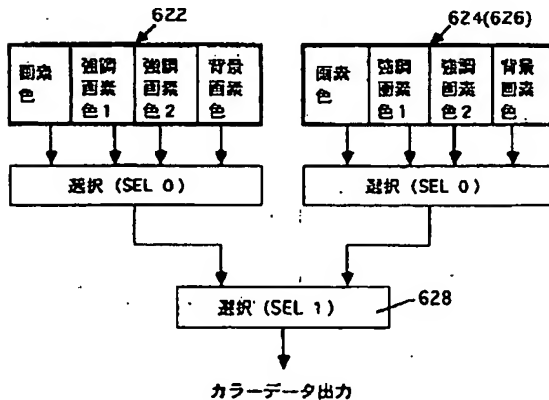 622
624(626)
画素
色
強調
画素
色1
強調
画素
色2
背景
画素
色
画素
色
強調
画素
色1
強調
画素
色2
背景
画素
色
選択 (SEL 0)
選択 (SEL 0)
選択 (SEL 1)
628
カラーデータ出力